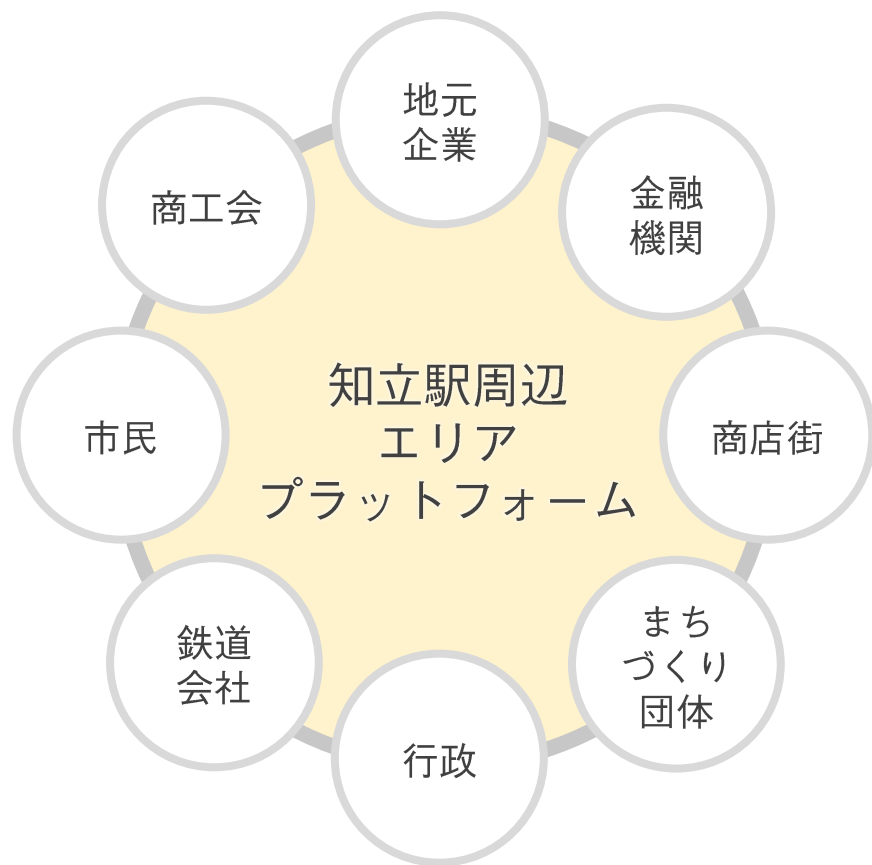 地元
企業
金融
機関
商店街
まち
づくり
団体
行政
鉄道
会社
市民
商工会
知立駅周辺
エリア
プラットフォーム